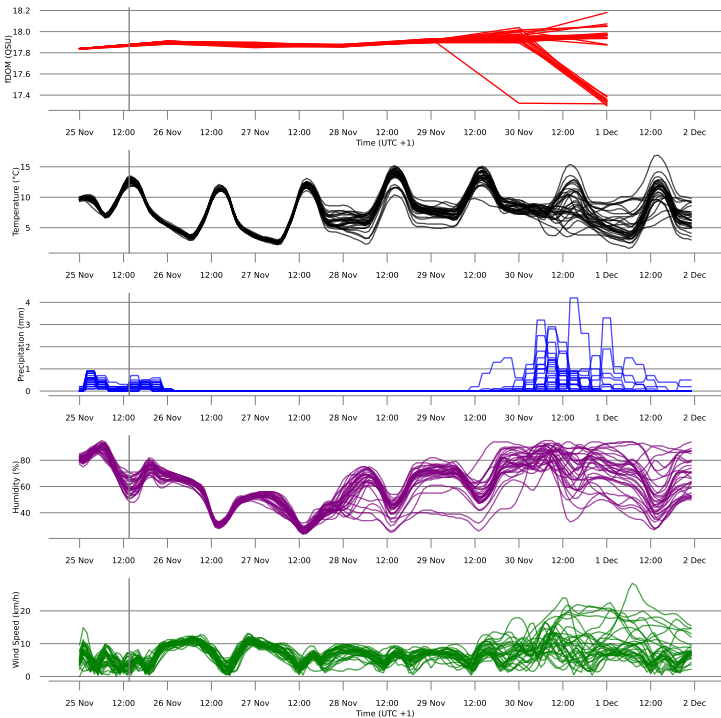 18.2
18.0
17.8
17.6
17.4
fDOM (QSU)
25 Nov 12:00 26 Nov 12:00 27 Nov 12:00 28 Nov 12:00 29 Nov 12:00 30 Nov 12:00 1 Dec 12:00 2 Dec
Time (UTC +1)
15
10
5
Temperature (°C)
25 Nov 12:00 26 Nov 12:00 27 Nov 12:00 28 Nov 12:00 29 Nov 12:00 30 Nov 12:00 1 Dec 12:00 2 Dec
4
3
2
1
0
Precipitation (mm)
25 Nov 12:00 26 Nov 12:00 27 Nov 12:00 28 Nov 12:00 29 Nov 12:00 30 Nov 12:00 1 Dec 12:00 2 Dec
80
60
40
Humidity (%)
25 Nov 12:00 26 Nov 12:00 27 Nov 12:00 28 Nov 12:00 29 Nov 12:00 30 Nov 12:00 1 Dec 12:00 2 Dec
20
10
0
Wind Speed (km/h)
25 Nov 12:00 26 Nov 12:00 27 Nov 12:00 28 Nov 12:00 29 Nov 12:00 30 Nov 12:00 1 Dec 12:00 2 Dec
Time (UTC +1)